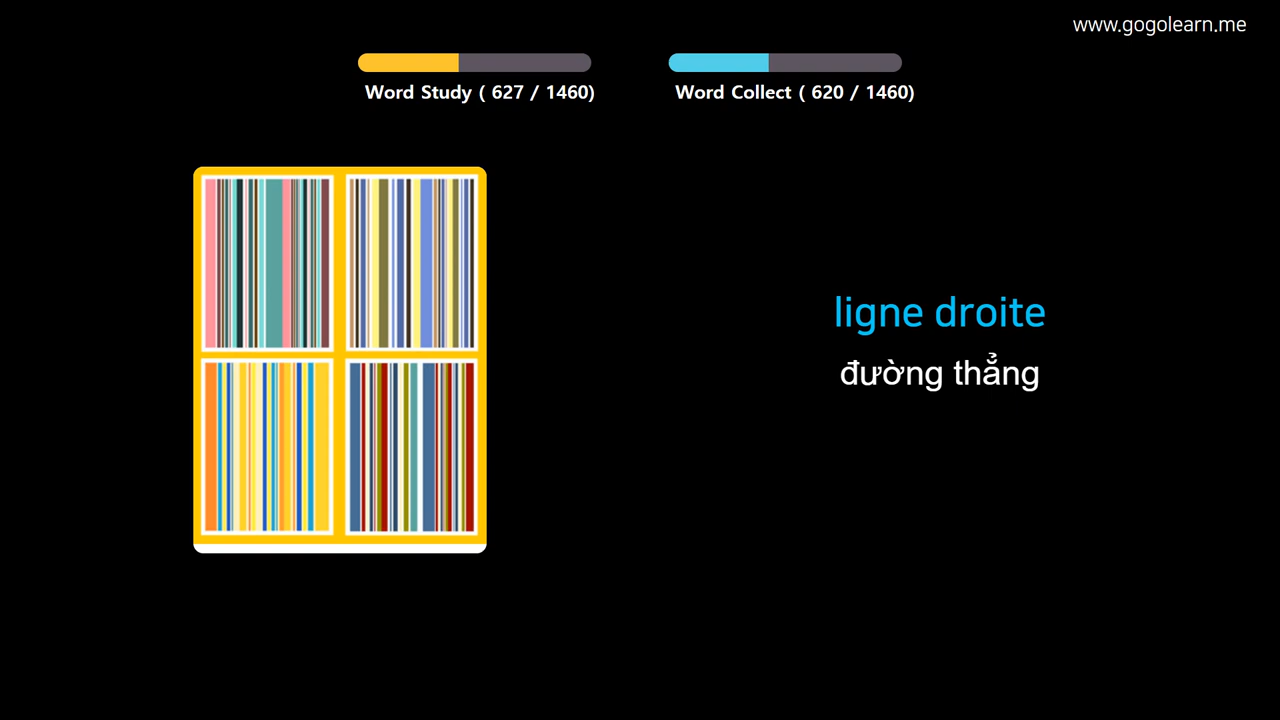 www.gogolearn.me
Word Study ( 627 / 1460)
Word Collect ( 620 / 1460)
ligne droite
đường thẳng